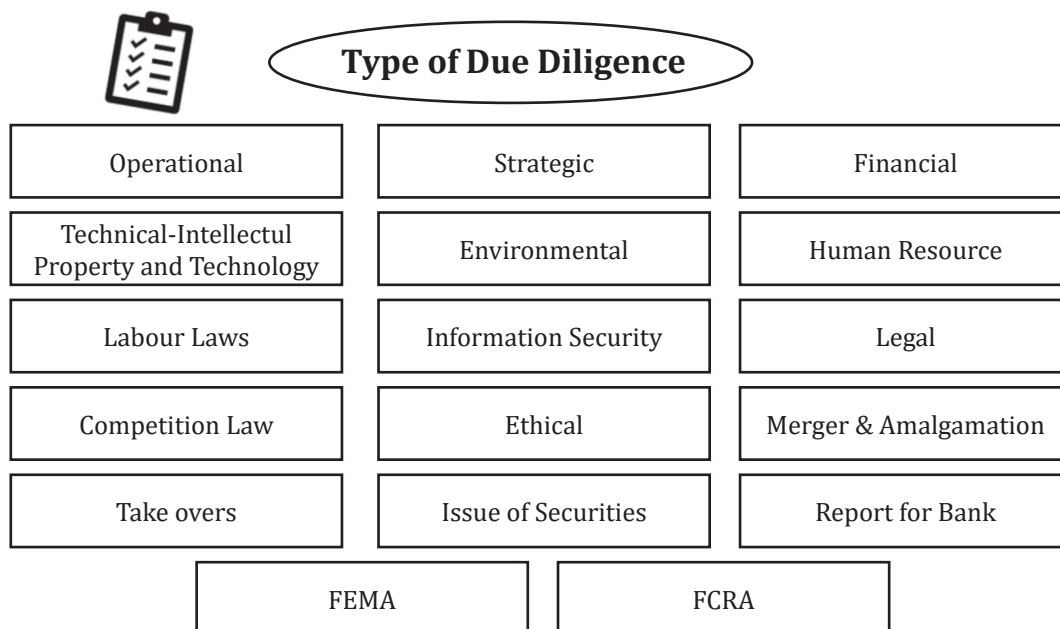 Type of Due Diligence
Operational
Strategic
Financial
Technical-Intellectul
Property and Technology
Environmental
Human Resource
Labour Laws
Information Security
Legal
Competition Law
Ethical
Merger & Amalgamation
Take overs
Issue of Securities
Report for Bank
FEMA
FCRA